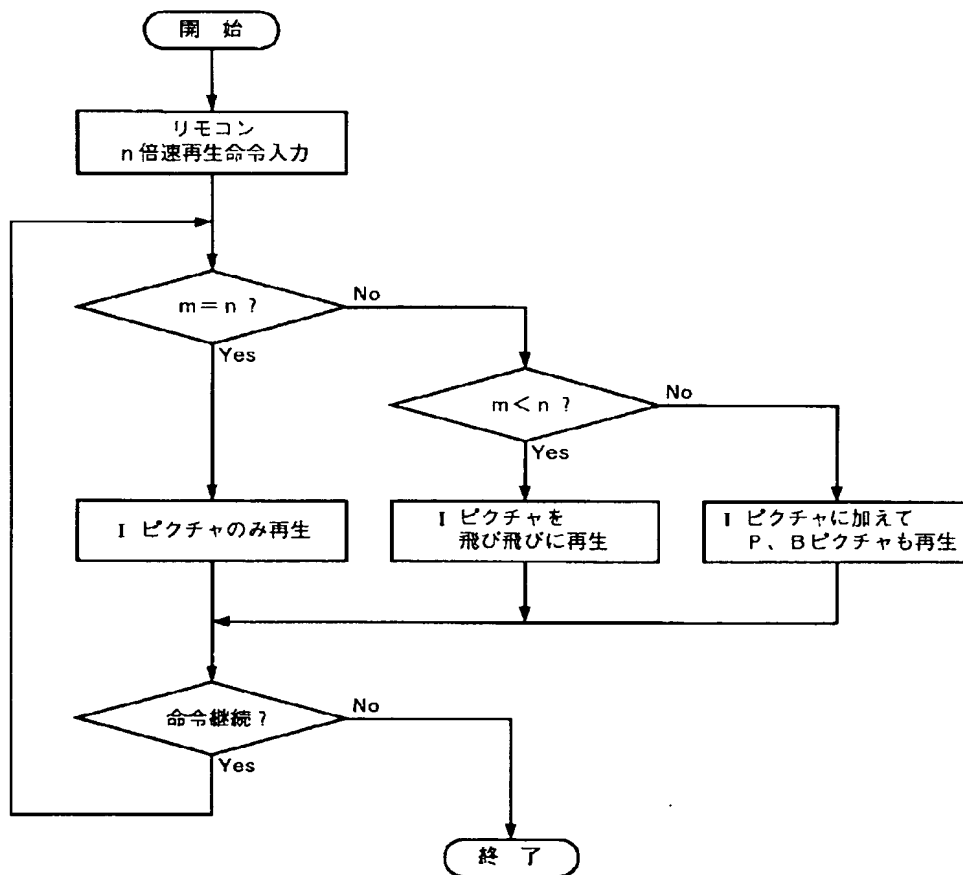 開 始
リモコン
n倍速再生命令入力
m=n ?
No
Yes
m<n ?
No
Yes
I ピクチャのみ再生
I ピクチャを
飛び飛びに再生
I ピクチャに加えて
P、Bピクチャも再生
命令継続?
No
Yes
終 了